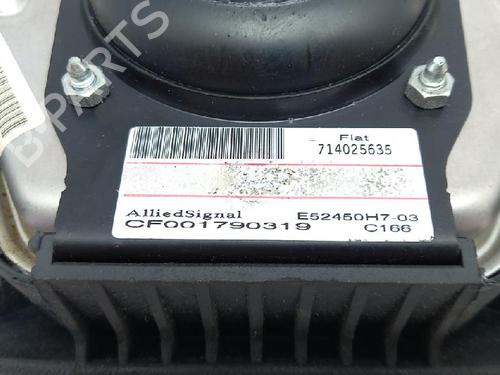 B-PARTS
Fiat
714025635
AlliedSignal E52450H7-03
CF001790319 C166